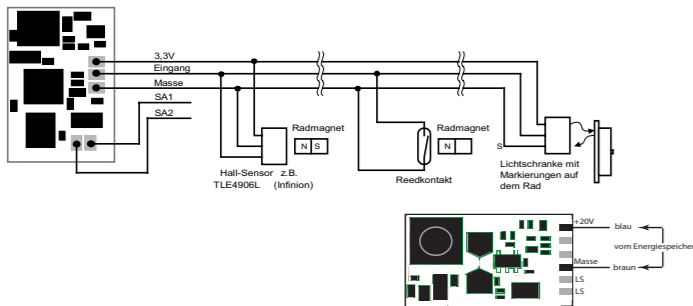 3,3V
Eingang
Masse
SA1
SA2
Radmagnet
N S
Hall-Sensor z.B.
TLE4906L (Infinion)
Radmagnet
N
Reedkontakt
S
Lichtschranke mit
Markierungen auf
dem Rad
+20V
blau
vom Energiespeicher
Masse
braun
LS
LS